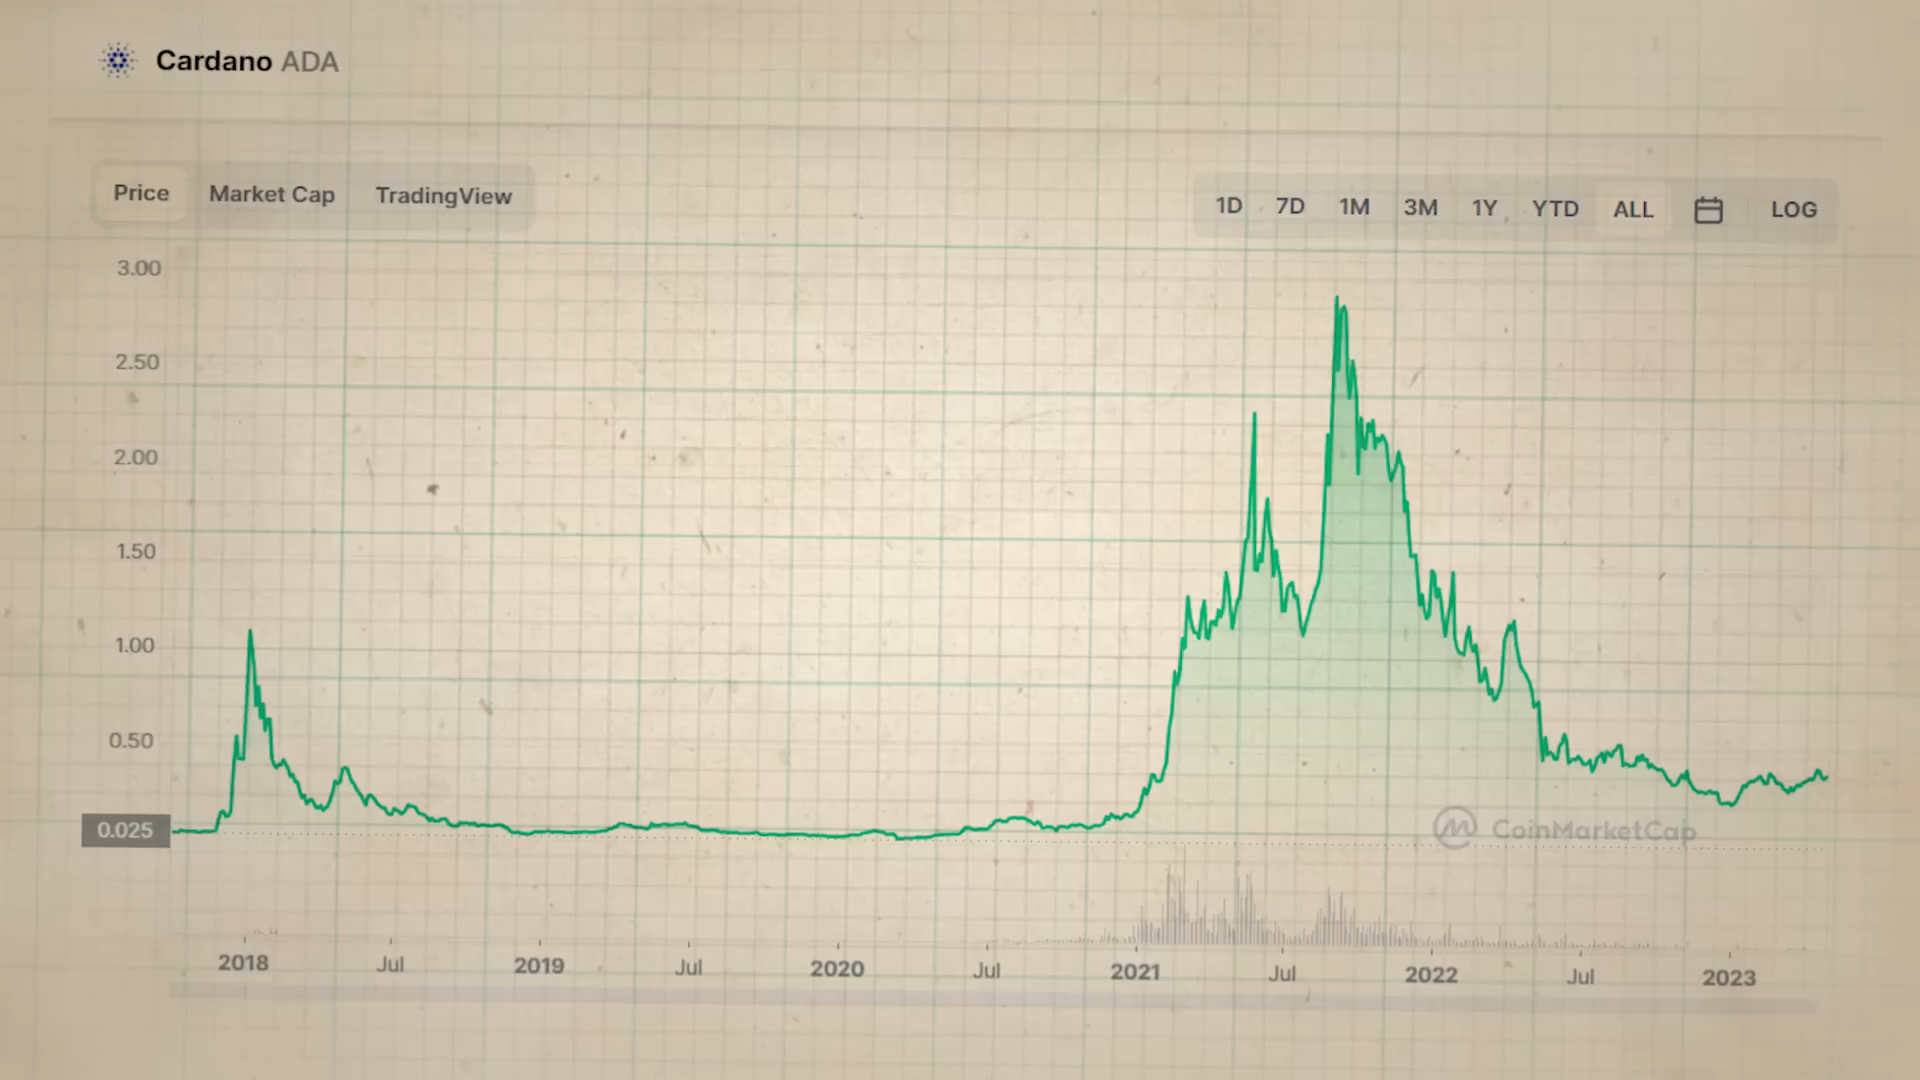 Cardano ADA
Price Market Cap TradingView
1D 7D 1M 3M 1Y YTD ALL LOG
3.00
2.50
2.00
1.50
1.00
0.50
0.025
CoinMarketCap
2018 Jul 2019 Jul 2020 Jul 2021 Jul 2022 Jul 2023